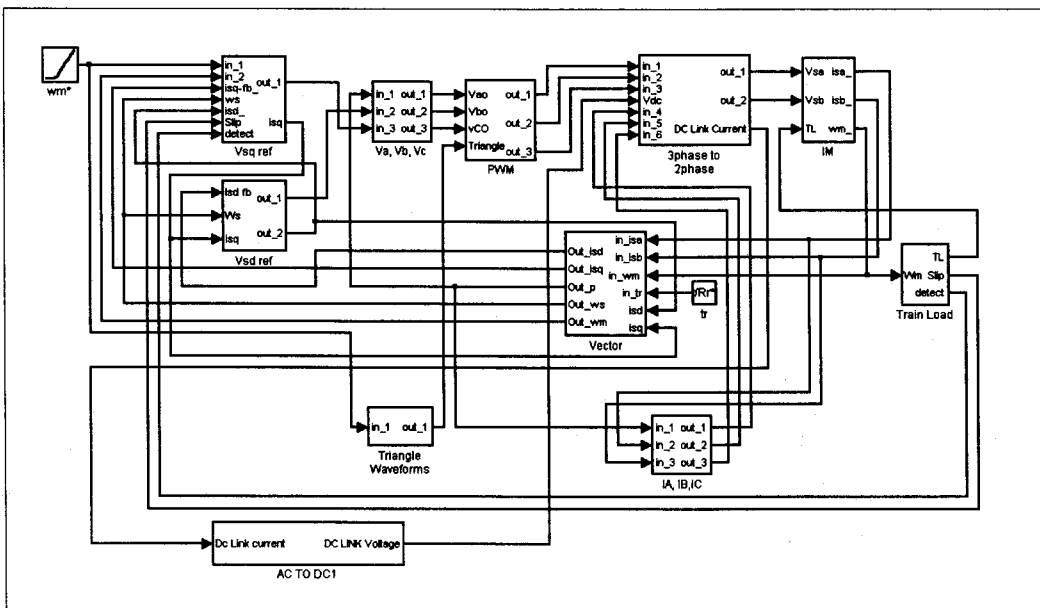 wm*
in_1
in_2
isq-fb_
ws
isd_
Slip
detect
out_1
isq
Vsq ref
isd fb
Ws
isq
out_1
out_2
Vsd ref
in_1 out_1
in_2 out_2
in_3 out_3
Va, Vb, Vc
Vao
Vbo
vCO
Triangle
out_1
out_2
out_3
PWM
in_1
in_2
in_3
Vdc
in_4
in_5
in_6
out_1
out_2
DC Link Current
3phase to
2phase
Vsa isa_
Vsb isb_
TL wm_
IM
Out_isd
Out_isq
Out_p
Out_ws
Out_wm
in_isa
in_isb
in_wm
in_tr
isd
isq
Vector
/Rr*
tr
TL
Wm Slip
detect
Train Load
in_1 out_1
Triangle
Waveforms
in_1 out_1
in_2 out_2
in_3 out_3
IA, IB,IC
Dc Link current DC LINK Voltage
AC TO DC1